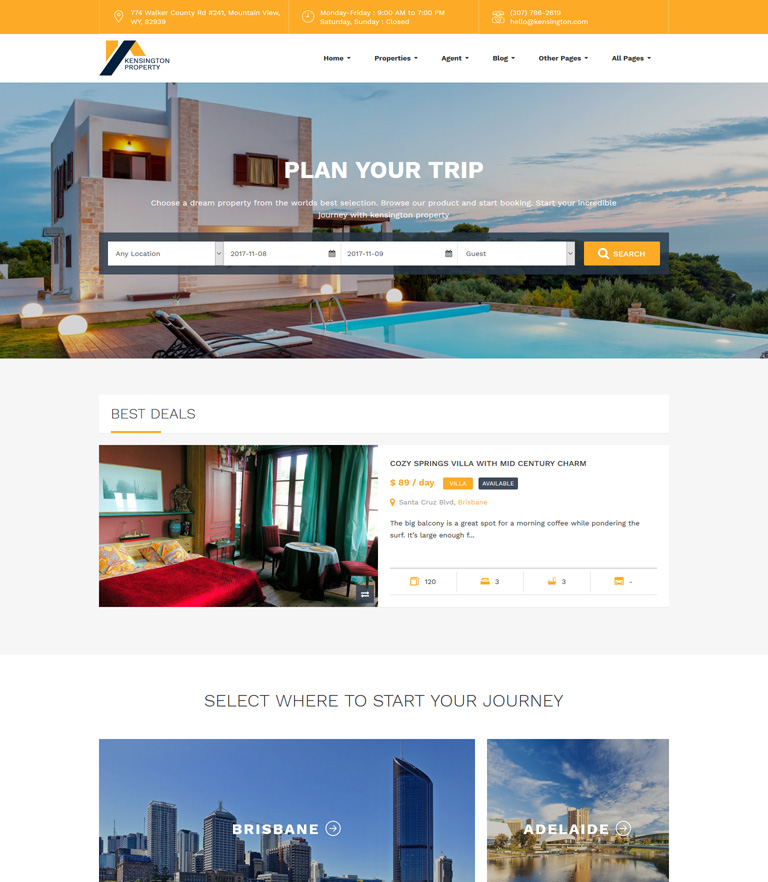 774 Walker County Rd #241, Mountain View,
WY, 82939
Monday-Friday : 9:00 AM to 7:00 PM
Saturday, Sunday : Closed
(307) 786-2619
hello@kensington.com
KENSINGTON
PROPERTY
Home
Properties
Agent
Blog
Other Pages
All Pages
PLAN YOUR TRIP
Choose a dream property from the worlds best selection. Browse our product and start booking. Start your incredible
journey with kensington property
Any Location
2017-11-08
2017-11-09
Guest
SEARCH
BEST DEALS
COZY SPRINGS VILLA WITH MID CENTURY CHARM
$ 89 / day
VILLA
AVAILABLE
Santa Cruz Blvd, Brisbane
The big balcony is a great spot for a morning coffee while pondering the
surf. It's large enough f...
120
3
3
-
SELECT WHERE TO START YOUR JOURNEY
BRISBANE
ADELAIDE